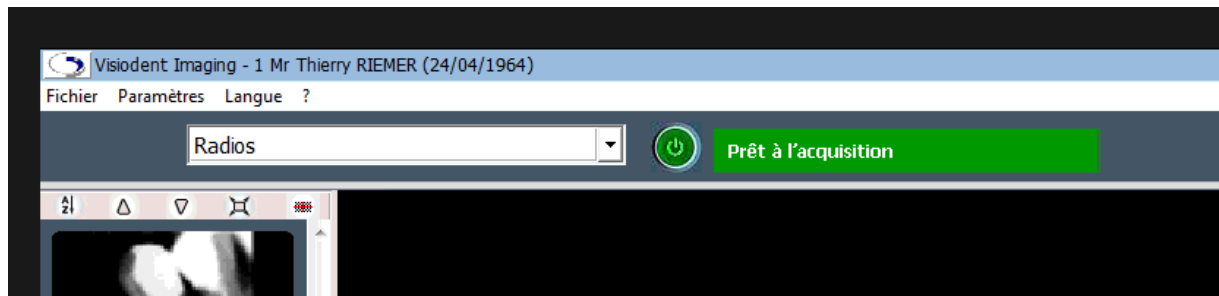 Visiodent Imaging - 1 Mr Thierry RIEMER (24/04/1964)
Fichier Paramètres Langue ?
Radios
Prêt à l'acquisition